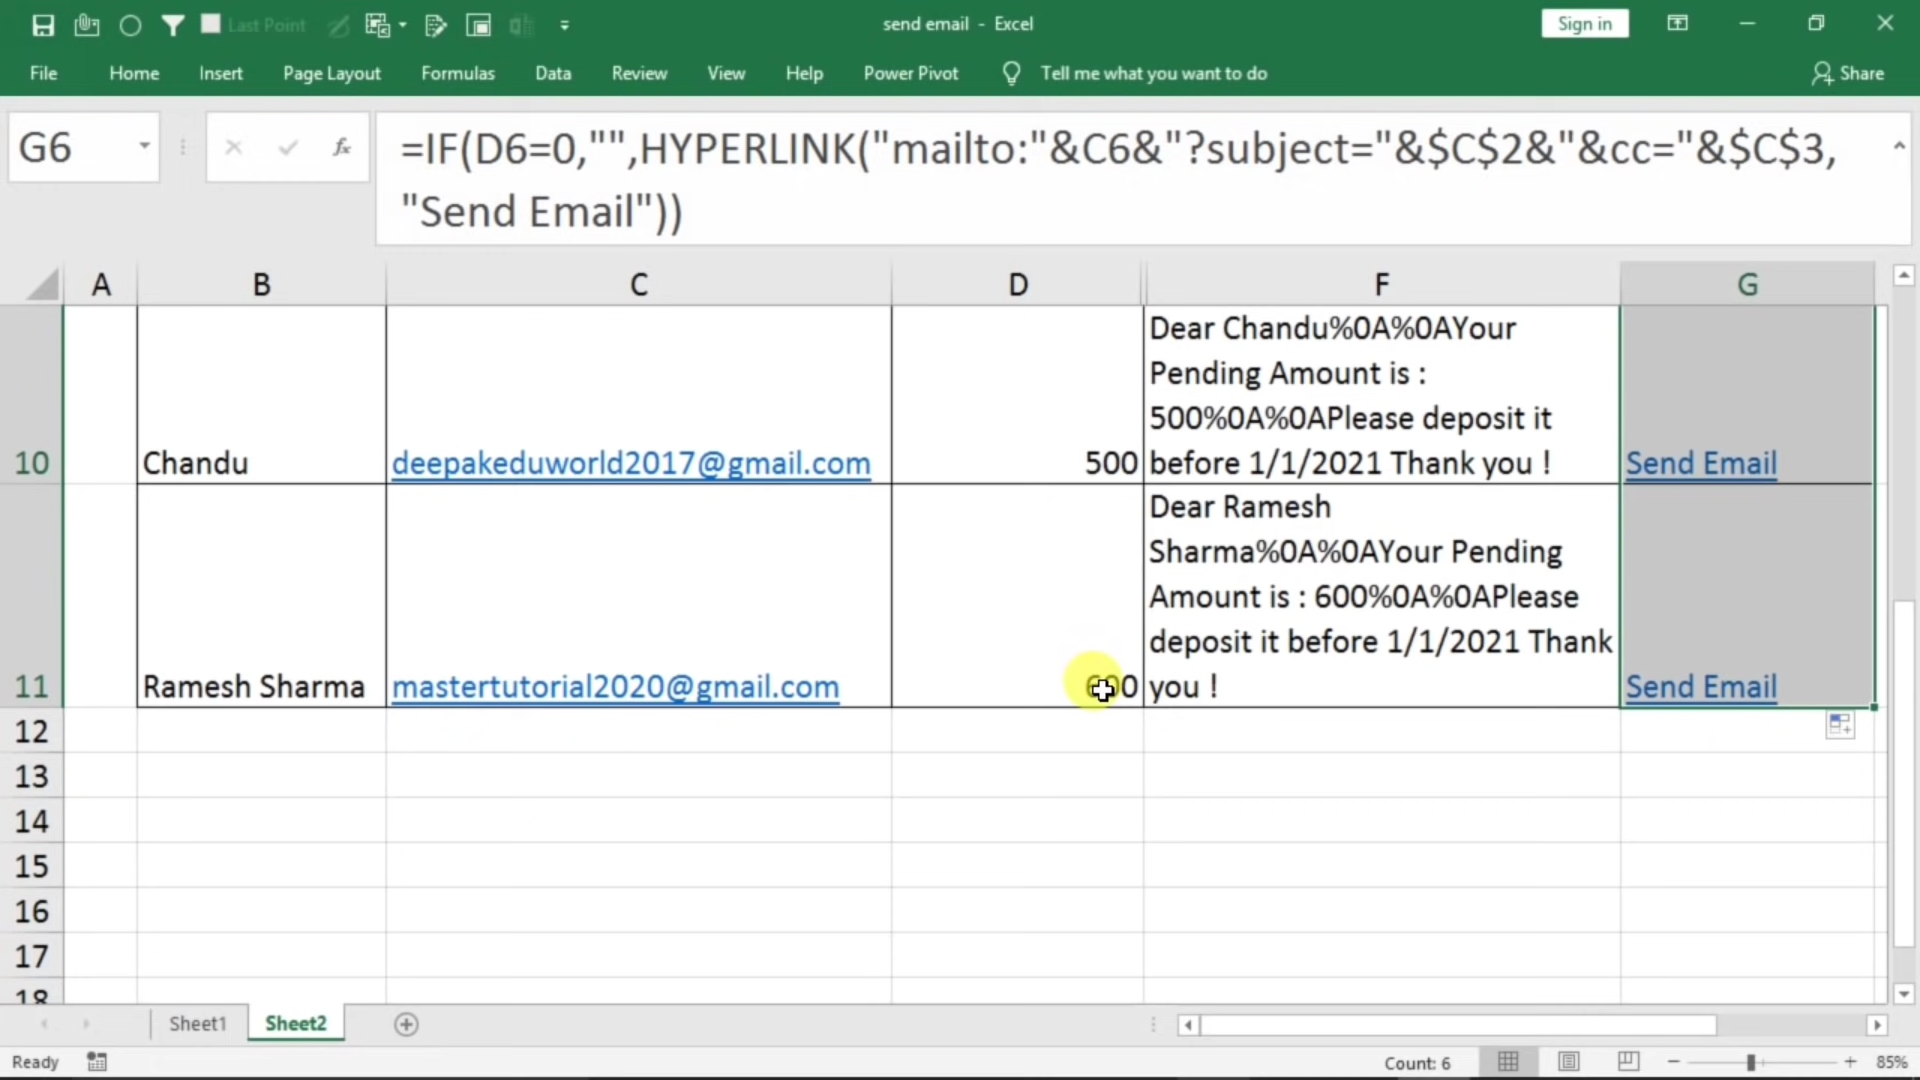 Last Point
send email - Excel
Sign in
File Home Insert Page Layout Formulas Data Review View Help Power Pivot Tell me what you want to do Share
G6
fx
=IF(D6=0,"",HYPERLINK("mailto:"&C6&"?subject="&$C$2&"&cc="&$C$3,
"Send Email"))
A B C D F G
Dear Chandu%0A%0AYour
Pending Amount is :
500%0A%0APlease deposit it
10 Chandu deepakeduworld2017@gmail.com 500 before 1/1/2021 Thank you ! Send Email
Dear Ramesh
Sharma%0A%0AYour Pending
Amount is : 600%0A%0APlease
deposit it before 1/1/2021 Thank
11 Ramesh Sharma mastertutorial2020@gmail.com 600 you ! Send Email
12
13
14
15
16
17
18
Sheet1 Sheet2
Ready Count: 6 85%